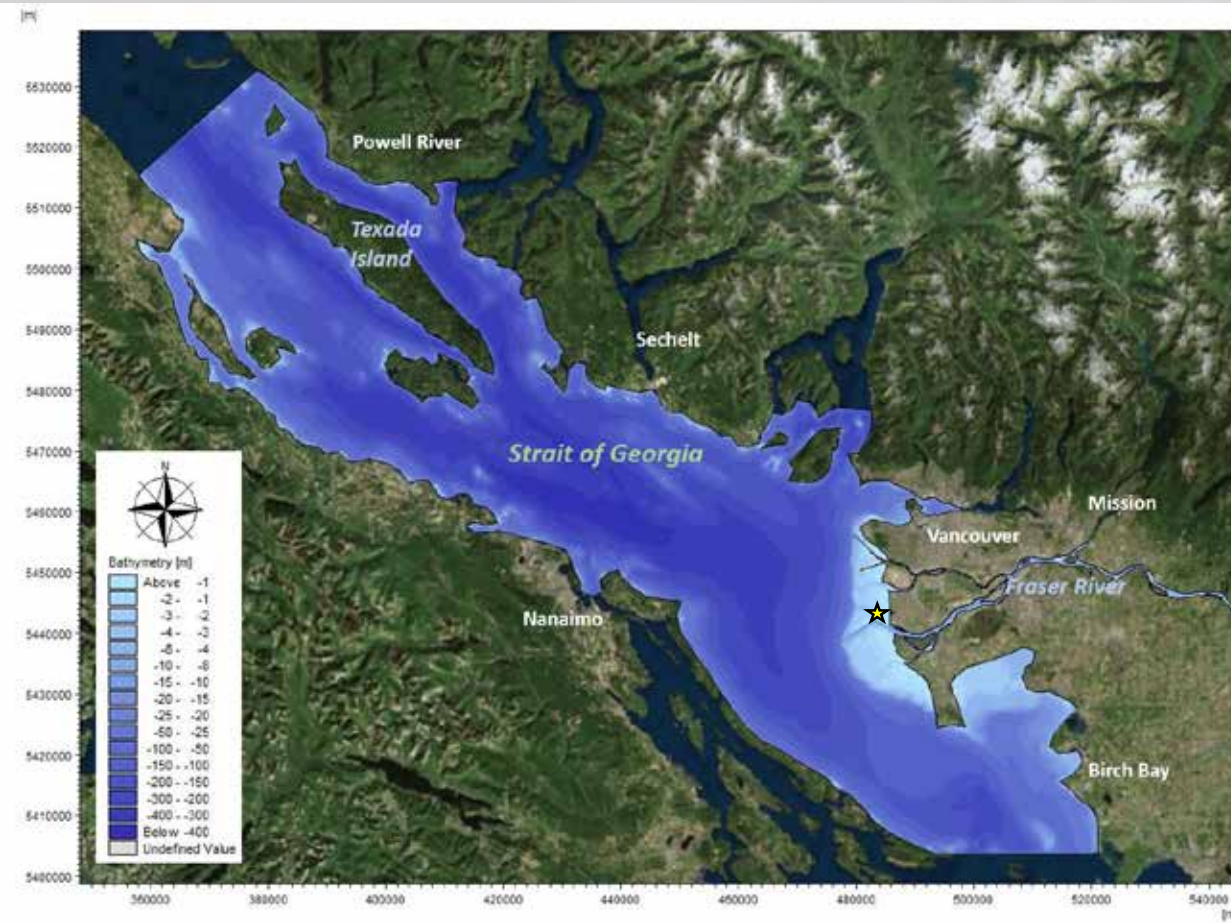 [m]
5530000
5520000
5510000
5500000
5490000
5480000
5470000
5460000
5450000
5440000
5430000
5420000
5410000
5400000
Powell River
Texada
Island
Sechelt
Strait of Georgia
Mission
Vancouver
Fraser River
Nanaimo
Birch Bay
N
Bathymetry [m]
Above -1
-2 - -1
-3 - -2
-4 - -3
-6 - -4
-10 - -6
-15 - -10
-20 - -15
-25 - -20
-50 - -25
-100 - -50
-150 - -100
-200 - -150
-300 - -200
-400 - -300
Below -400
Undefined Value
360000 380000 400000 420000 440000 460000 480000 500000 520000